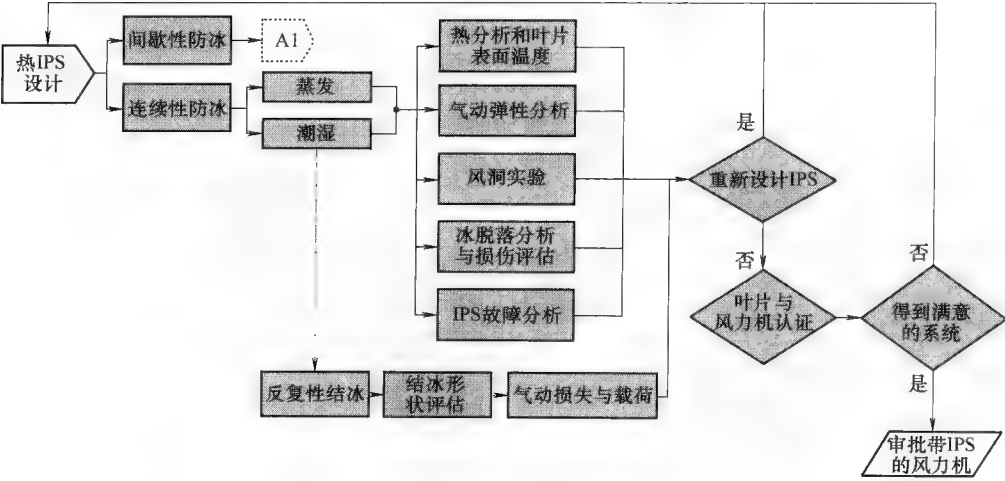 热IPS
设计
间歇性防冰
A1
连续性防冰
蒸发
潮湿
热分析和叶片
表面温度
气动弹性分析
风洞实验
冰脱落分析
与损伤评估
IPS故障分析
反复性结冰
结冰形
状评估
气动损失与载荷
是
重新设计IPS
否
叶片与
风力机认证
否
得到满意
的系统
是
审批带IPS
的风力机